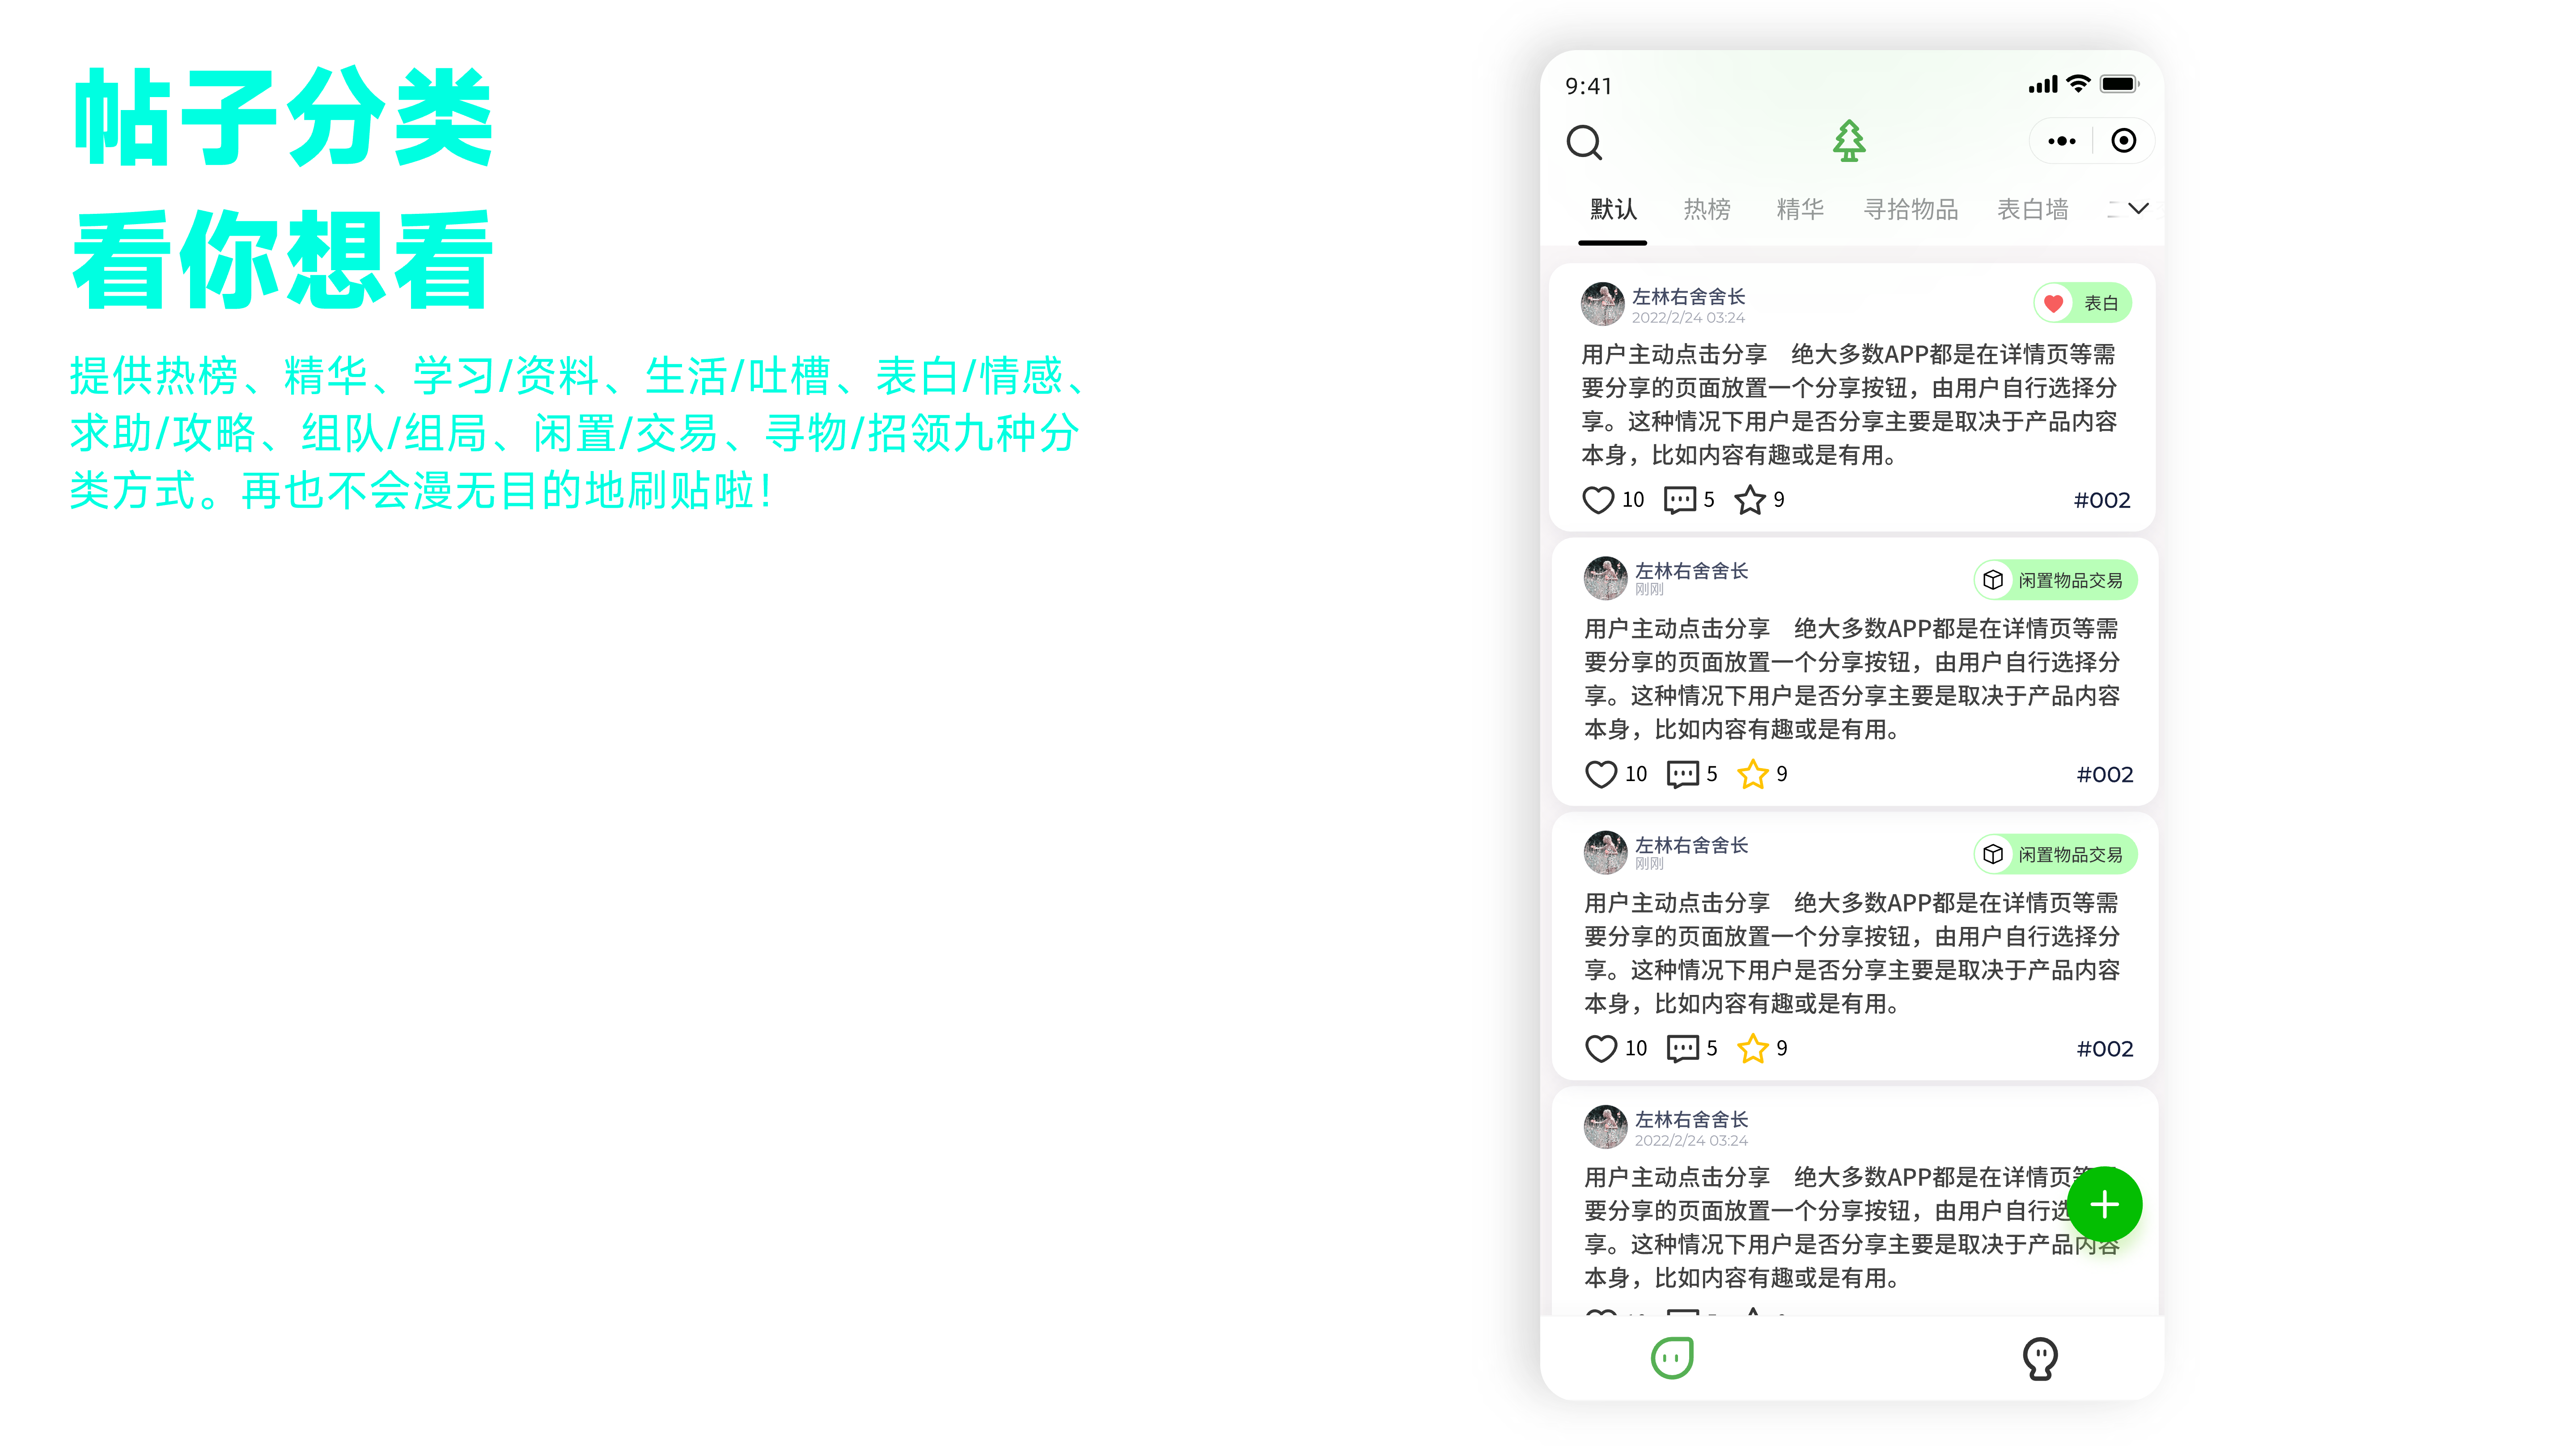 帖子分类
看你想看
提供热榜、精华、学习/资料、生活/吐槽、表白/情感、
求助/攻略、组队/组局、闲置/交易、寻物/招领九种分
类方式。再也不会漫无目的地刷贴啦！
9:41
默认 热榜 精华 寻拾物品 表白墙
左林右舍舍长
2022/2/24 03:24
表白
用户主动点击分享 绝大多数APP都是在详情页等需
要分享的页面放置一个分享按钮，由用户自行选择分
享。这种情况下用户是否分享主要是取决于产品内容
本身，比如内容有趣或是有用。
10 5 9 #002
左林右舍舍长
刚刚
闲置物品交易
用户主动点击分享 绝大多数APP都是在详情页等需
要分享的页面放置一个分享按钮，由用户自行选择分
享。这种情况下用户是否分享主要是取决于产品内容
本身，比如内容有趣或是有用。
10 5 9 #002
左林右舍舍长
刚刚
闲置物品交易
用户主动点击分享 绝大多数APP都是在详情页等需
要分享的页面放置一个分享按钮，由用户自行选择分
享。这种情况下用户是否分享主要是取决于产品内容
本身，比如内容有趣或是有用。
10 5 9 #002
左林右舍舍长
2022/2/24 03:24
用户主动点击分享 绝大多数APP都是在详情页
要分享的页面放置一个分享按钮，由用户自行选
享。这种情况下用户是否分享主要是取决于产品内容
本身，比如内容有趣或是有用。